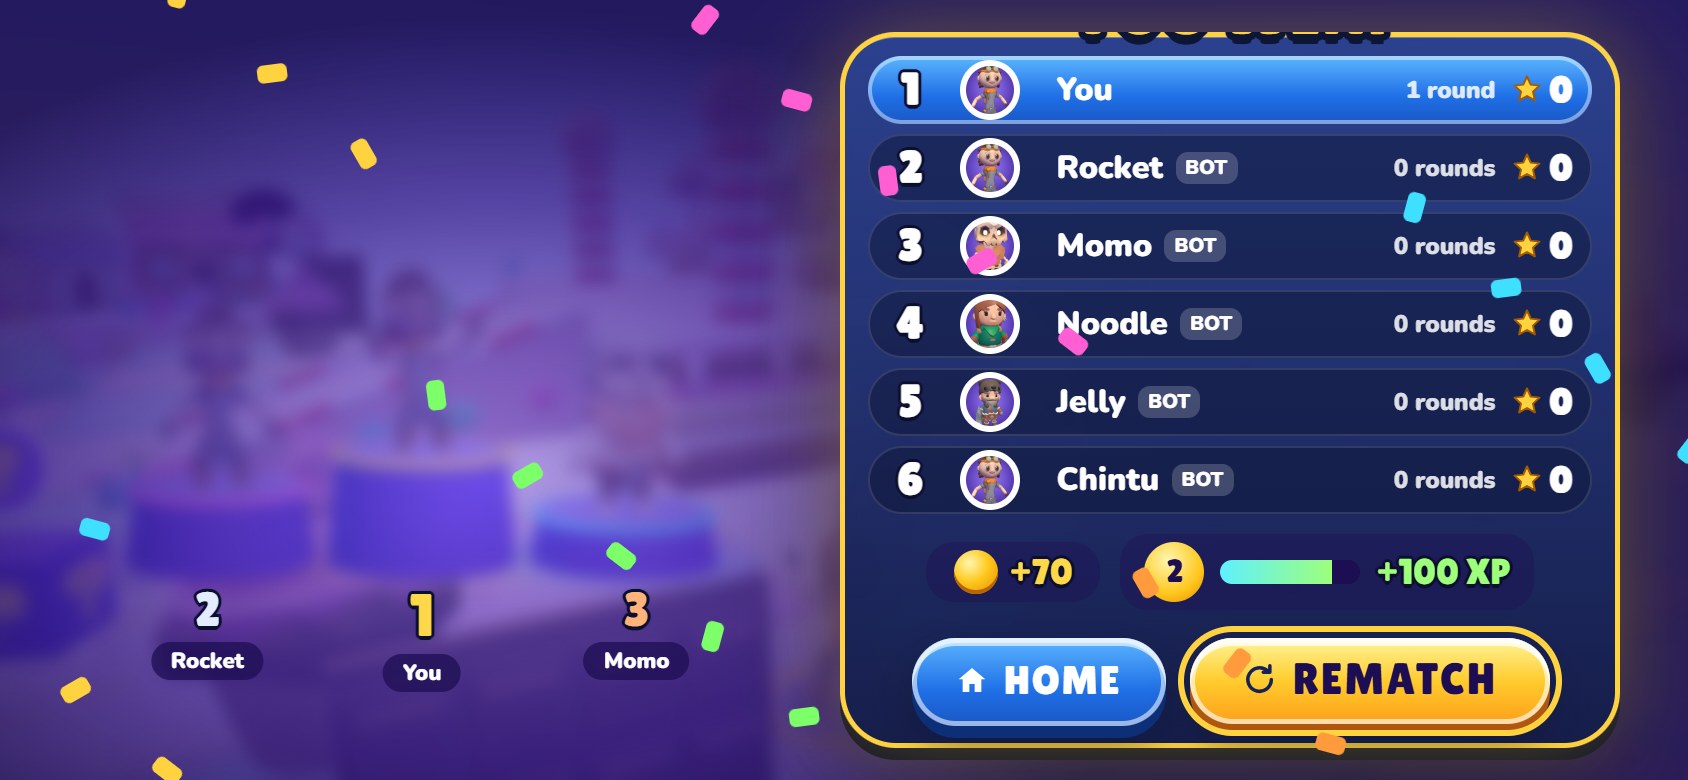 1 You 1 round 0
2 Rocket BOT 0 rounds 0
3 Momo BOT 0 rounds 0
4 Noodle BOT 0 rounds 0
5 Jelly BOT 0 rounds 0
6 Chintu BOT 0 rounds 0
+70 2 +100 XP
HOME REMATCH
2 1 3
Rocket You Momo